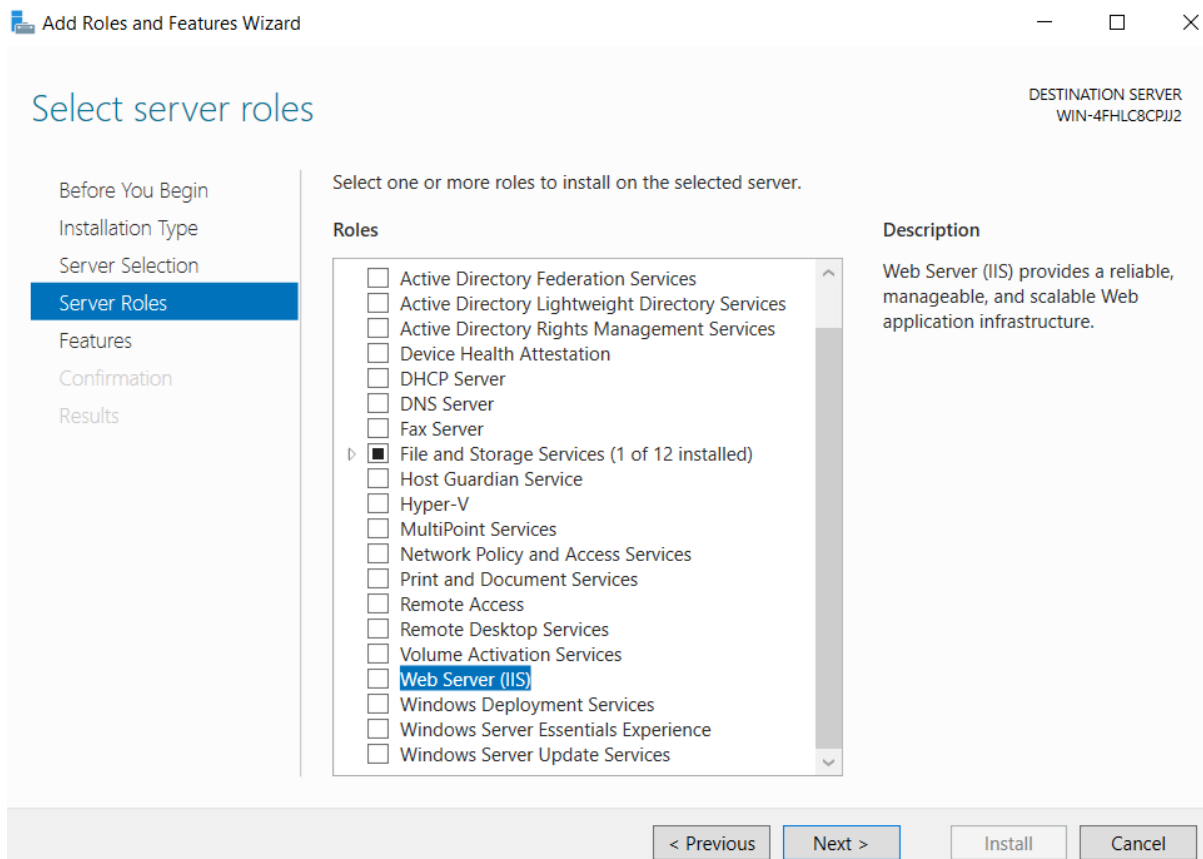 Add Roles and Features Wizard
Select server roles
DESTINATION SERVER
WIN-4FHLC8CPJJ2
Before You Begin
Installation Type
Server Selection
Server Roles
Features
Confirmation
Results
Select one or more roles to install on the selected server.
Roles
Active Directory Federation Services
Active Directory Lightweight Directory Services
Active Directory Rights Management Services
Device Health Attestation
DHCP Server
DNS Server
Fax Server
File and Storage Services (1 of 12 installed)
Host Guardian Service
Hyper-V
MultiPoint Services
Network Policy and Access Services
Print and Document Services
Remote Access
Remote Desktop Services
Volume Activation Services
Web Server (IIS)
Windows Deployment Services
Windows Server Essentials Experience
Windows Server Update Services
Description
Web Server (IIS) provides a reliable,
manageable, and scalable Web
application infrastructure.
< Previous
Next >
Install
Cancel